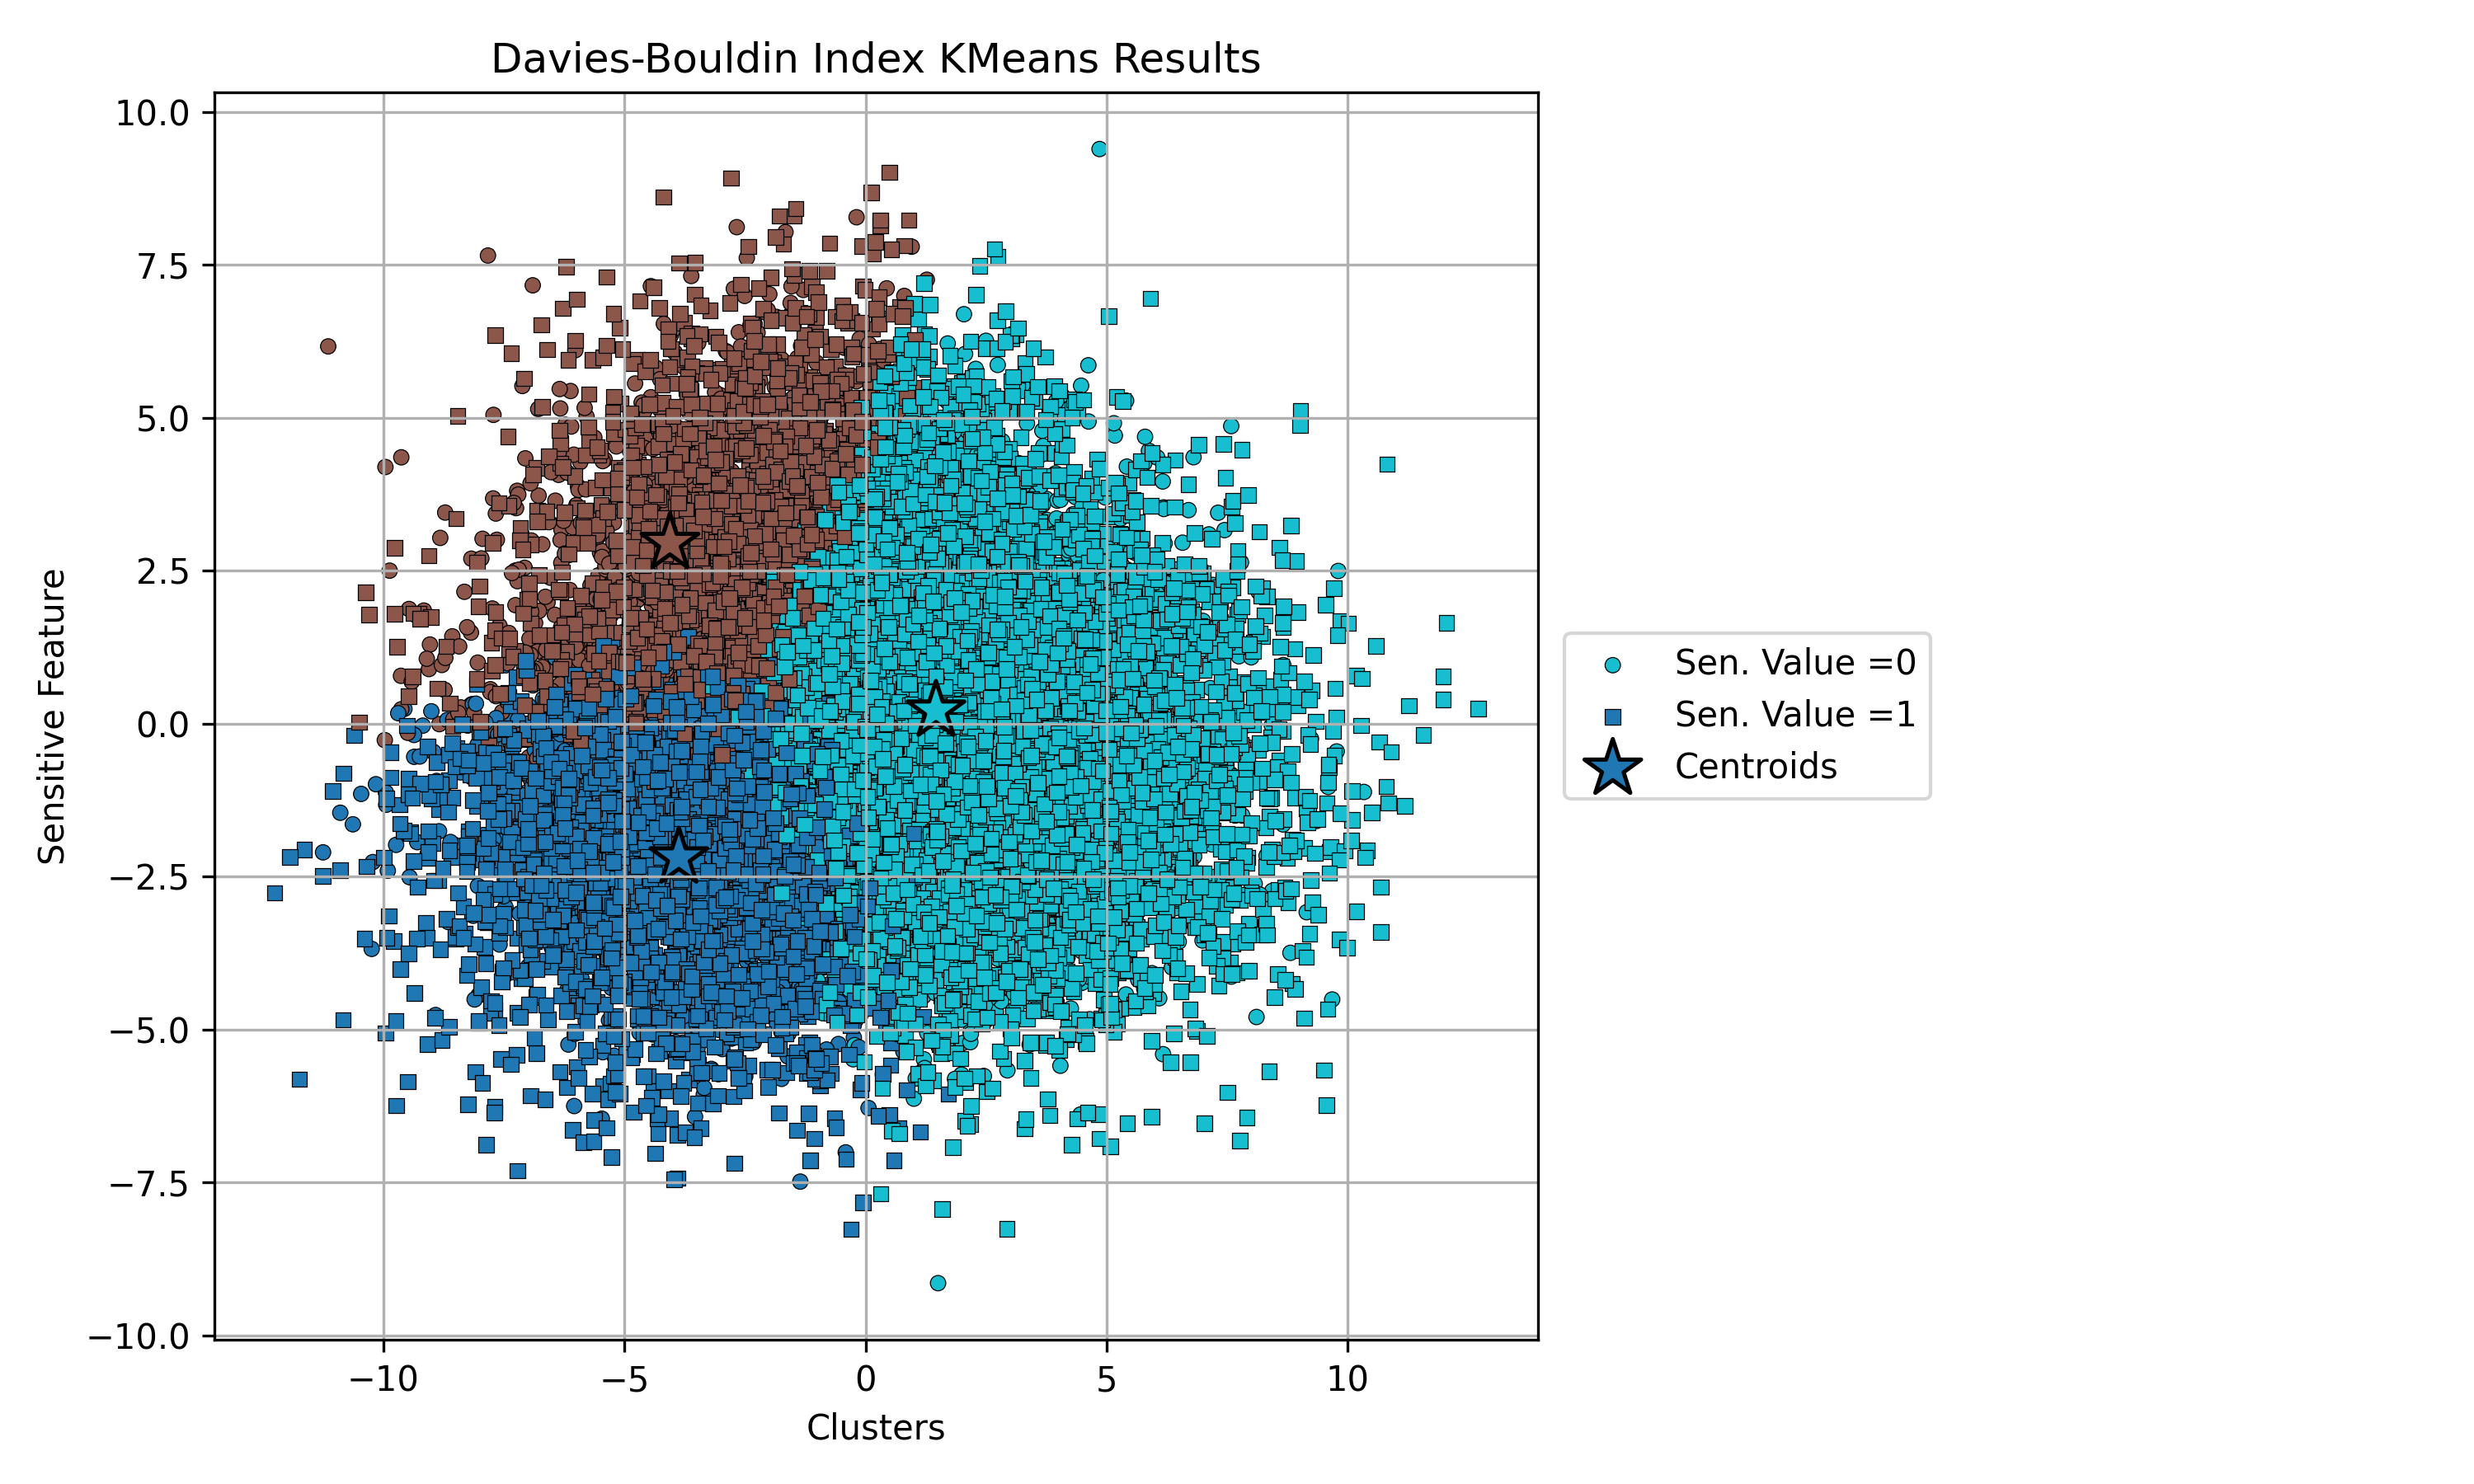 Davies-Bouldin Index KMeans Results
10.0
7.5
5.0
2.5
0.0
−2.5
−5.0
−7.5
−10.0
Sensitive Feature
−10
−5
0
5
10
Clusters
Sen. Value =0
Sen. Value =1
Centroids